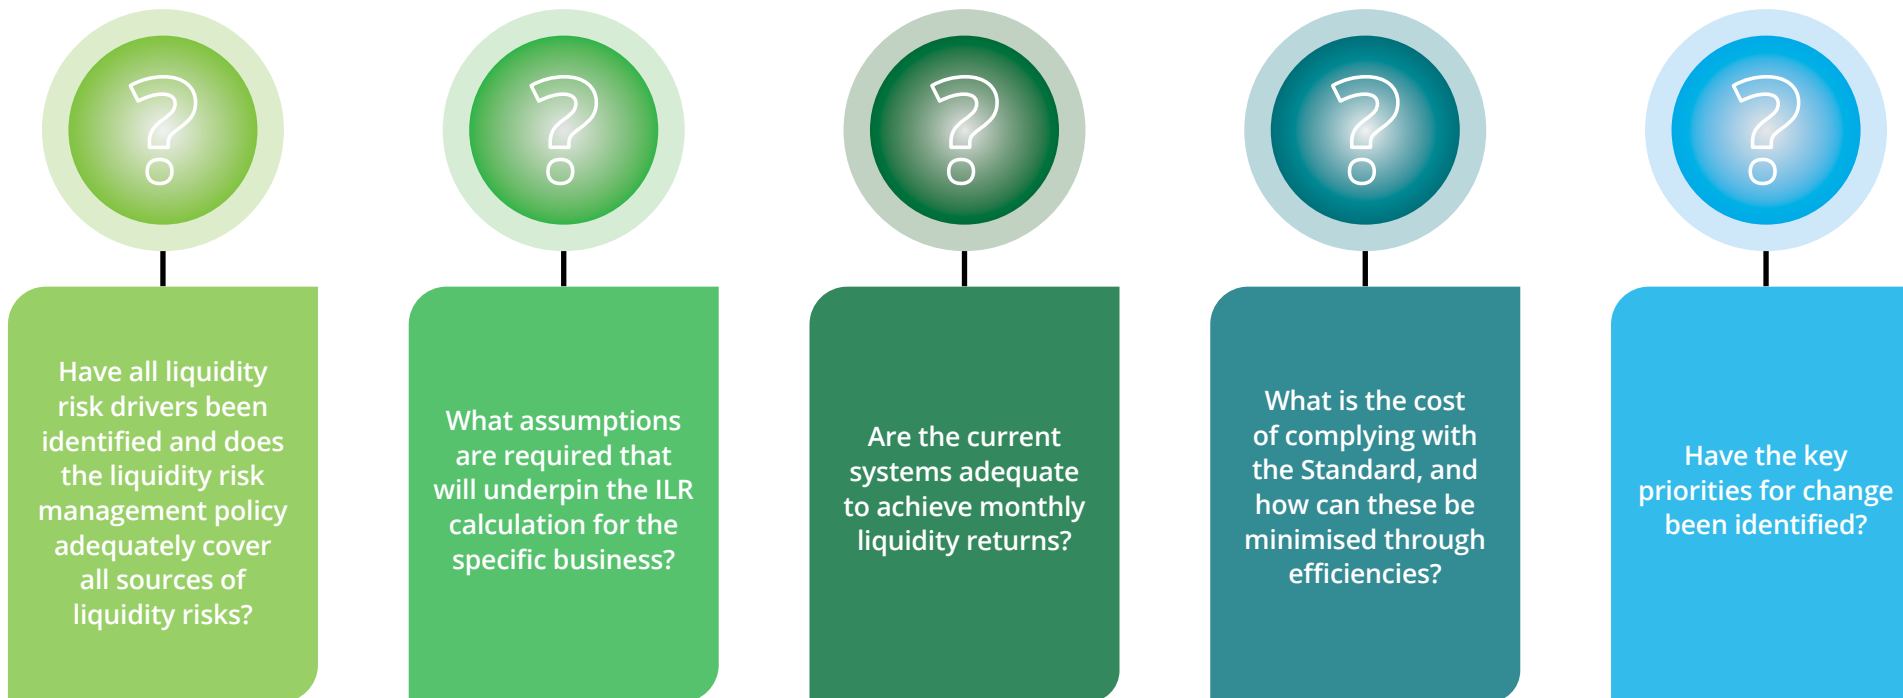 ?
?
?
?
?
Have all liquidity
risk drivers been
identified and does
the liquidity risk
management policy
adequately cover
all sources of
liquidity risks?
What assumptions
are required that
will underpin the ILR
calculation for the
specific business?
Are the current
systems adequate
to achieve monthly
liquidity returns?
What is the cost
of complying with
the Standard, and
how can these be
minimised through
efficiencies?
Have the key
priorities for change
been identified?